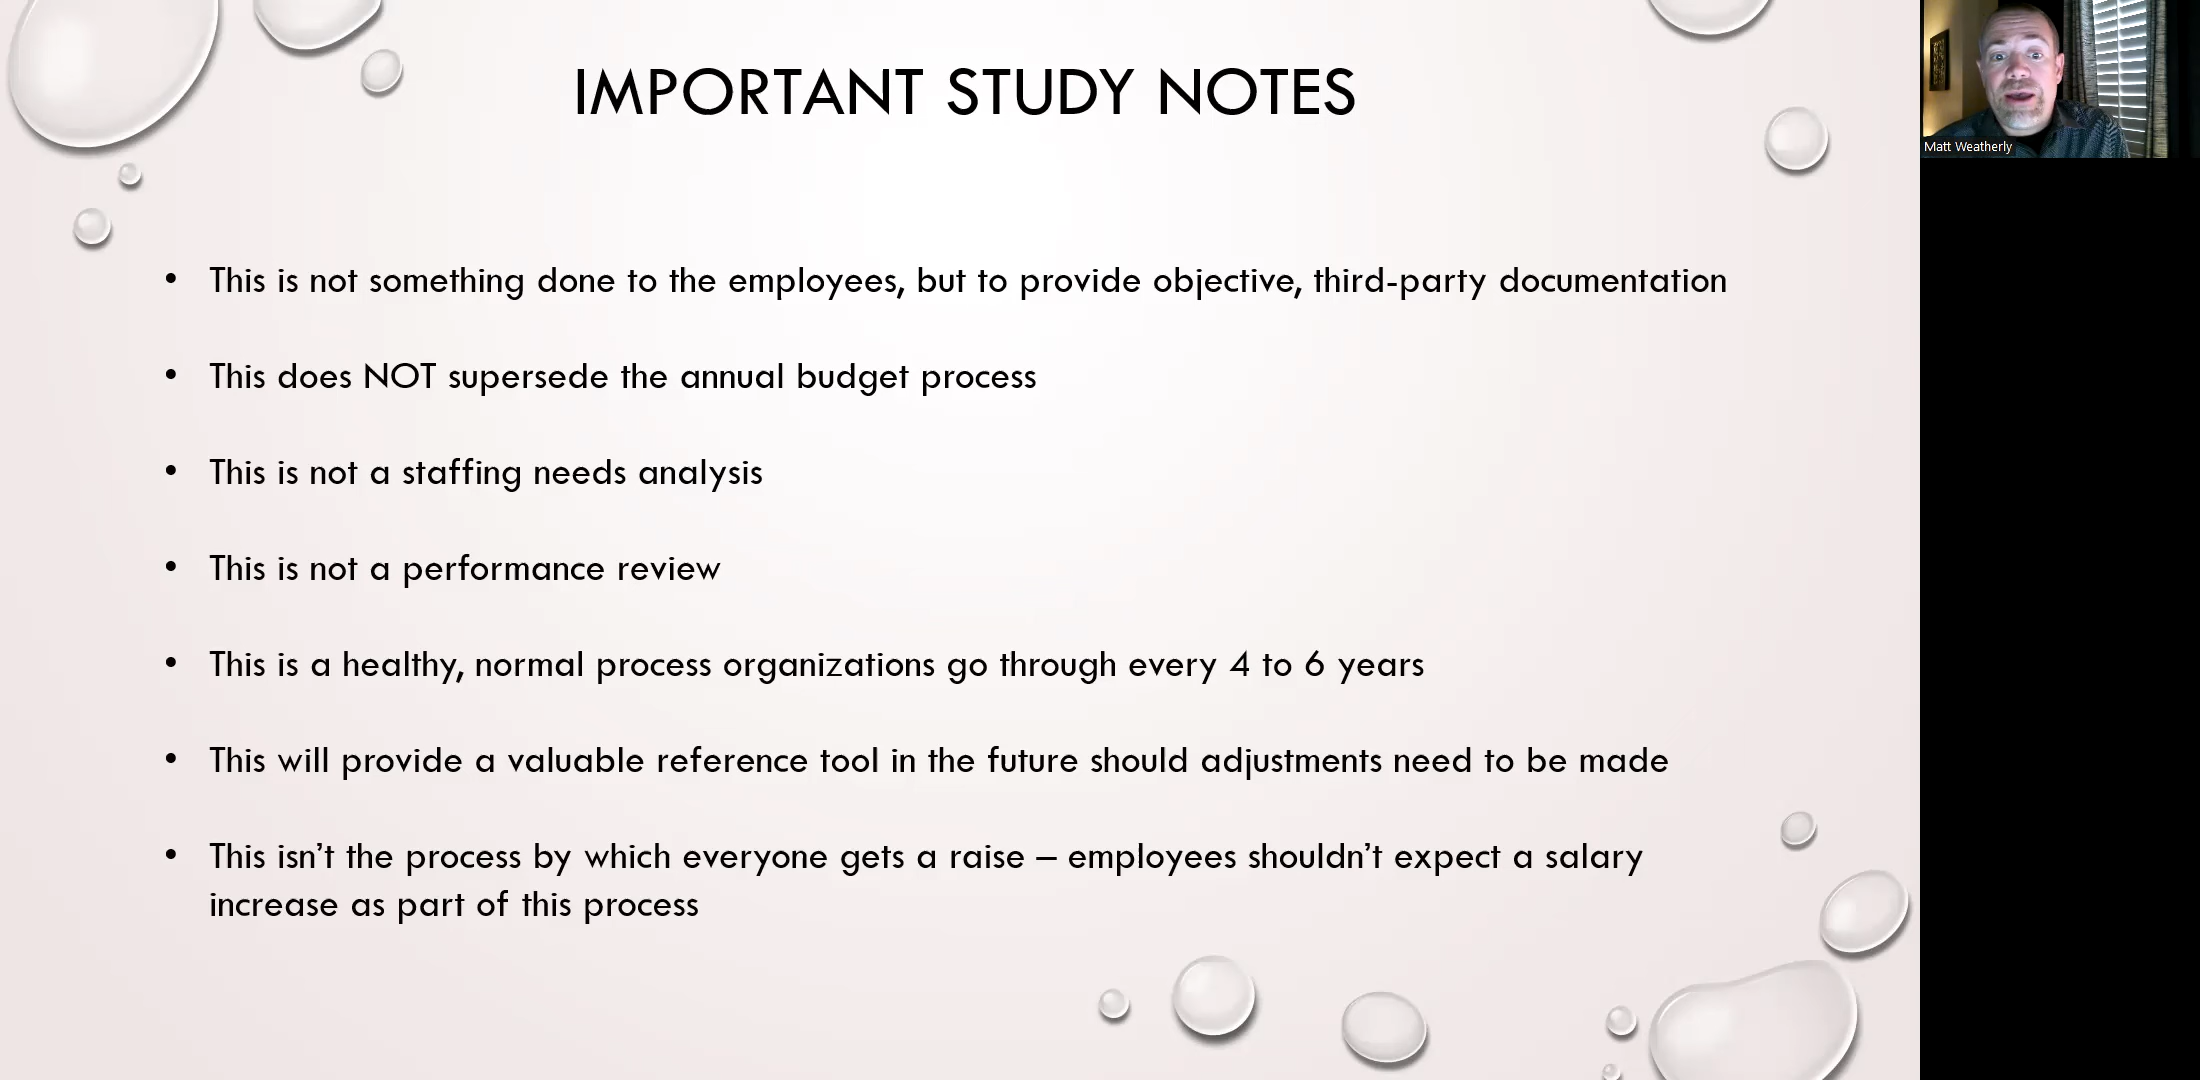 IMPORTANT STUDY NOTES
Matt Weatherly
• This is not something done to the employees, but to provide objective, third-party documentation
• This does NOT supersede the annual budget process
• This is not a staffing needs analysis
• This is not a performance review
• This is a healthy, normal process organizations go through every 4 to 6 years
• This will provide a valuable reference tool in the future should adjustments need to be made
• This isn’t the process by which everyone gets a raise – employees shouldn’t expect a salary
increase as part of this process